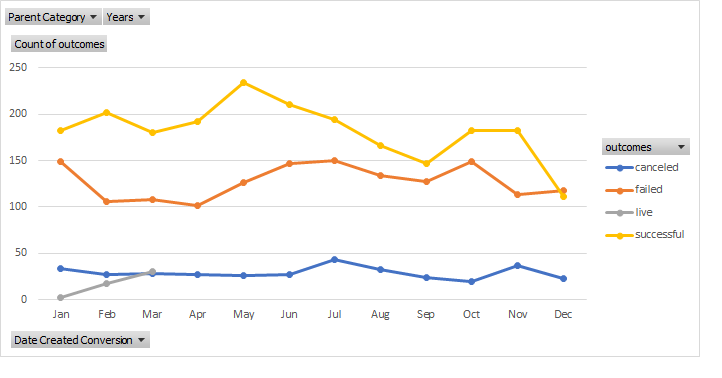 Parent Category Years
Count of outcomes
250
200
150
100
50
0
Jan Feb Mar Apr May Jun Jul Aug Sep Oct Nov Dec
outcomes
canceled
failed
live
successful
Date Created Conversion